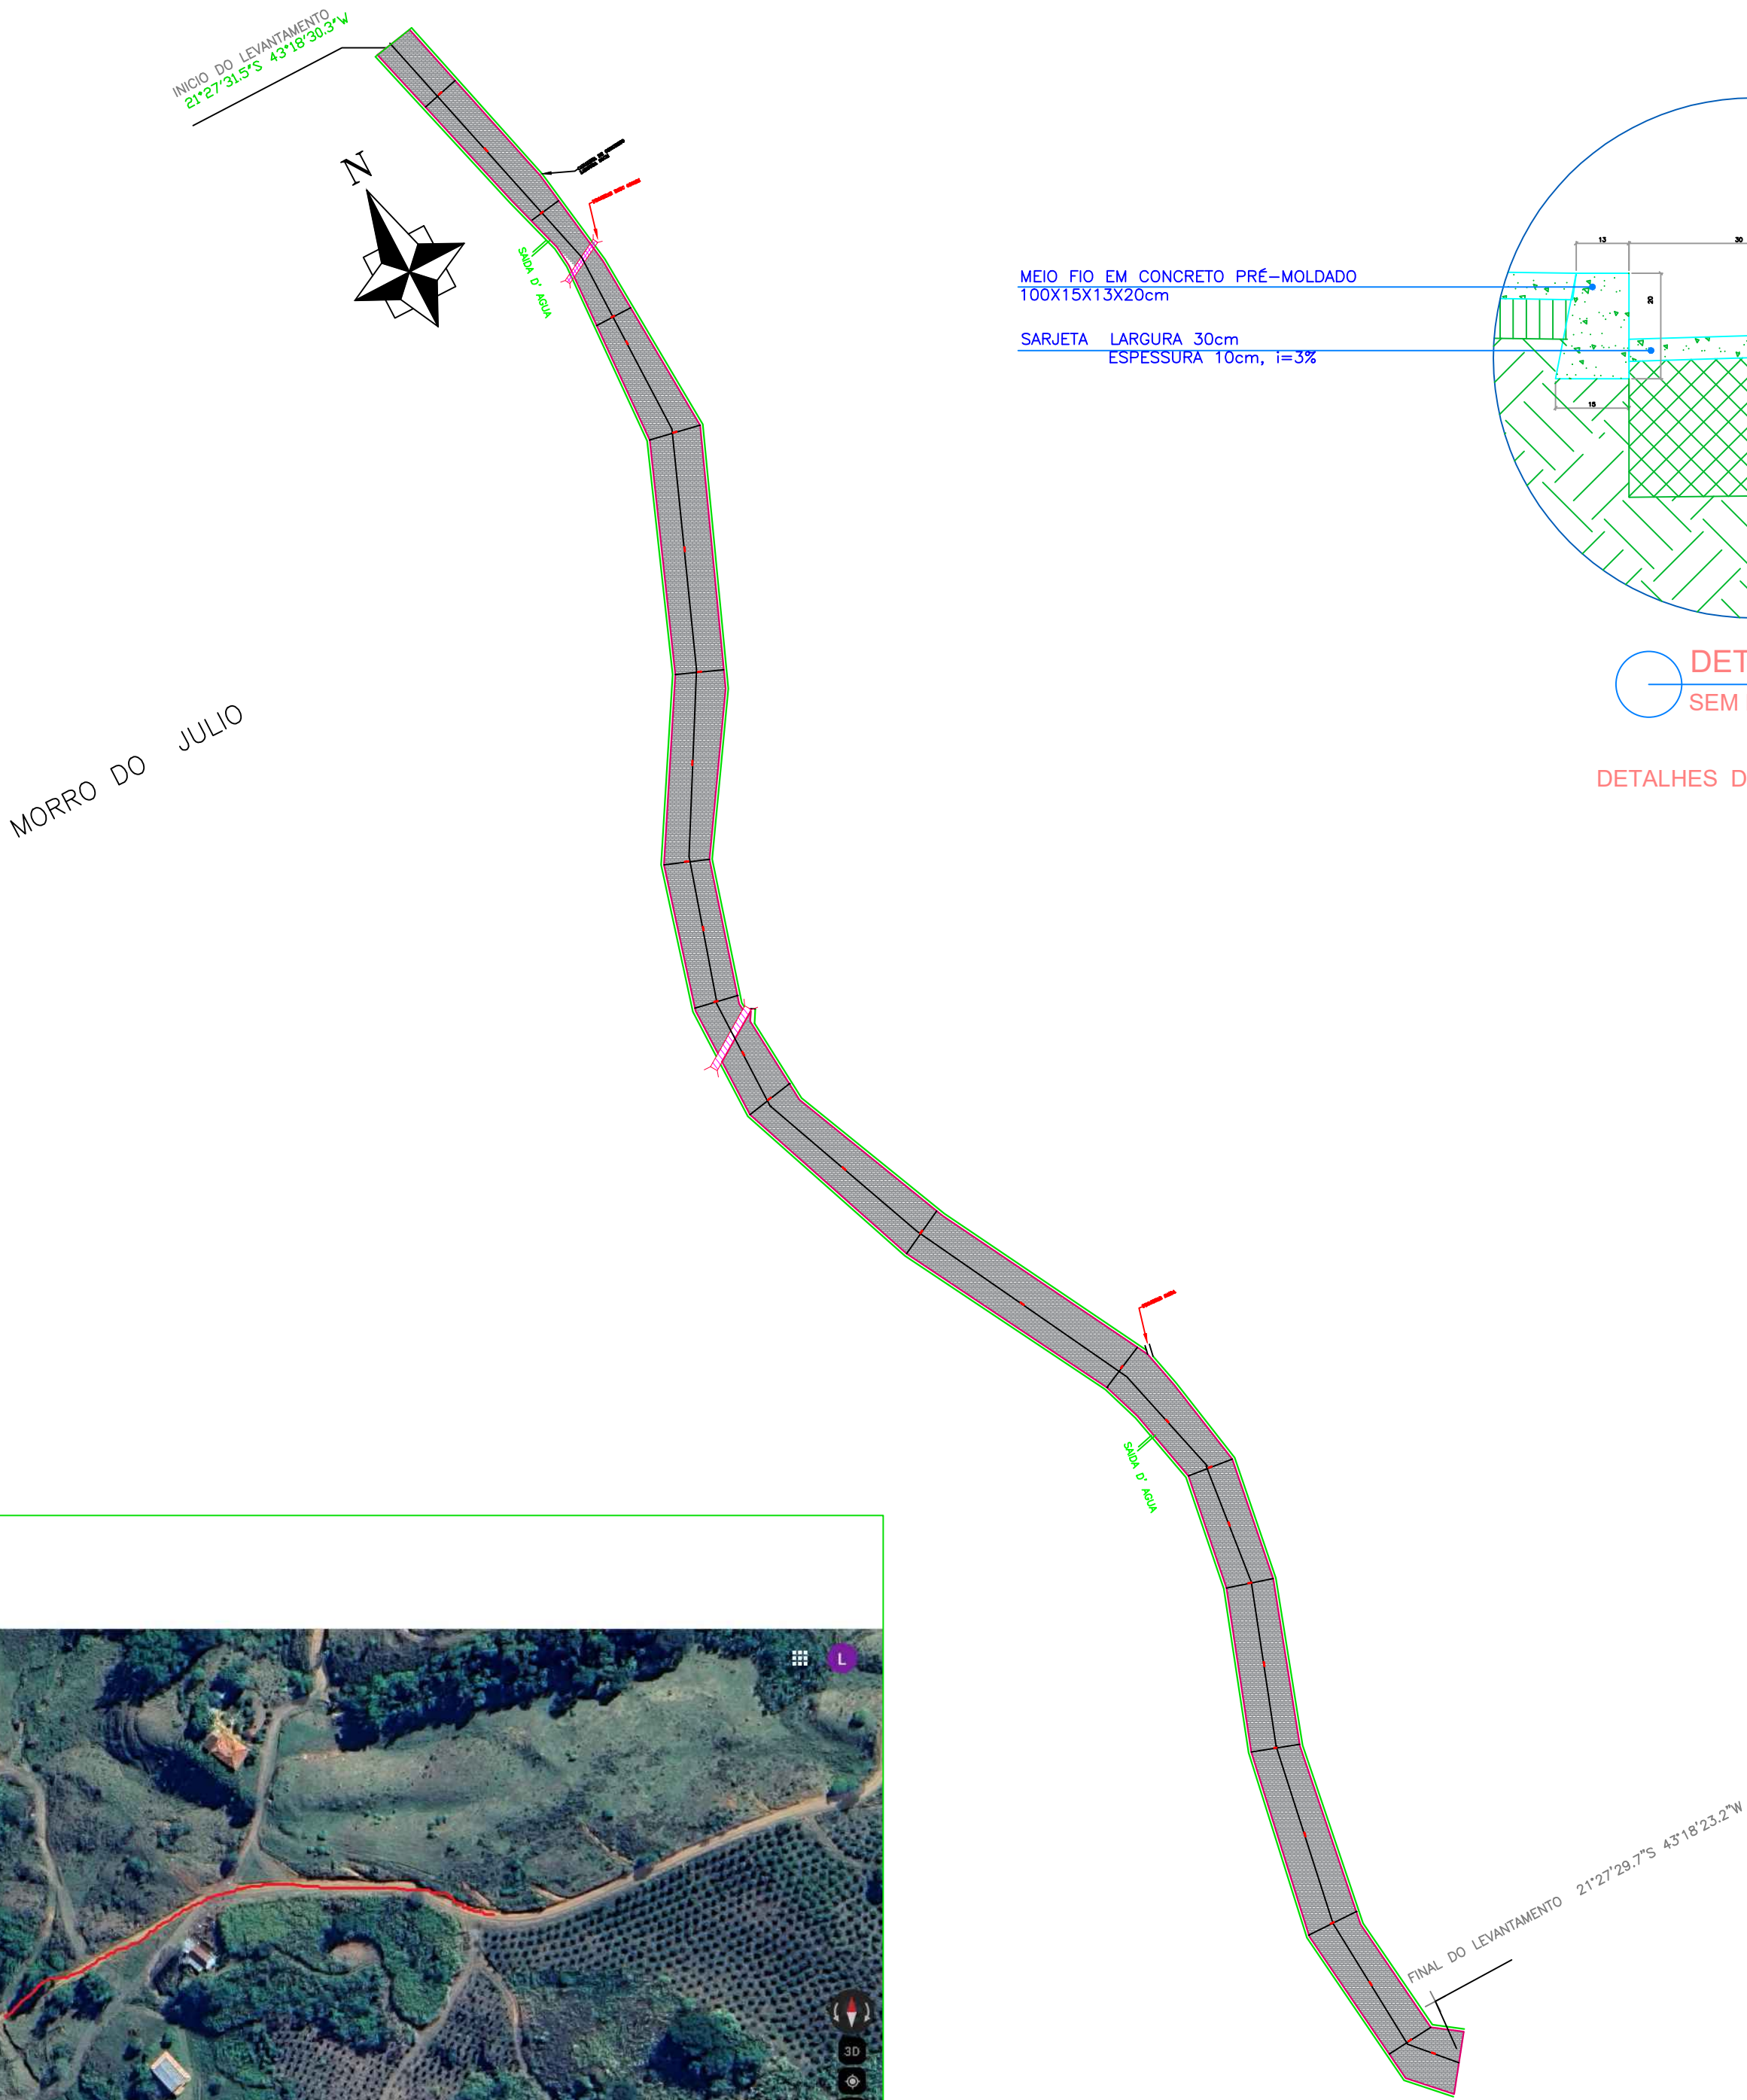 INICIO DO LEVANTAMENTO
21°27'31.5"S 43°18'30.3"W
N
SAIDA D' AGUA
MEIO FIO EM CONCRETO PRÉ-MOLDADO
100X15X13X20cm
SARJETA LARGURA 30cm
ESPESSURA 10cm, i=3%
13
30
20
15
DET
SEM
DETALHES D
MORRO DO JULIO
SAIDA D' AGUA
L
3D
FINAL DO LEVANTAMENTO 21°27'29.7"S 43°18'23.2"W